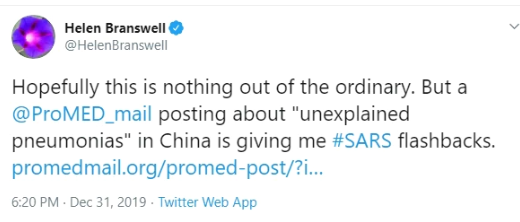 Helen Branswell
@HelenBranswell
Hopefully this is nothing out of the ordinary. But a
@ProMED_mail posting about "unexplained
pneumonias" in China is giving me #SARS flashbacks.
promedmail.org/promed-post/?i...
6:20 PM · Dec 31, 2019 · Twitter Web App